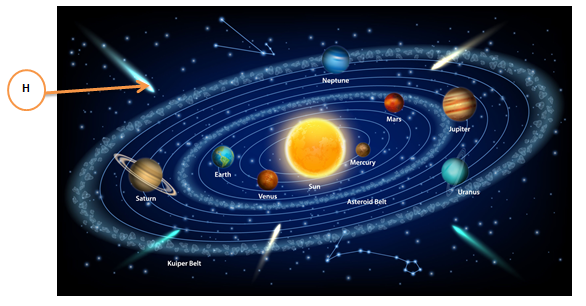 H
Neptune
Mars
Jupiter
Mercury
Earth
Venus
Sun
Uranus
Saturn
Asteroid Belt
Kuiper Belt